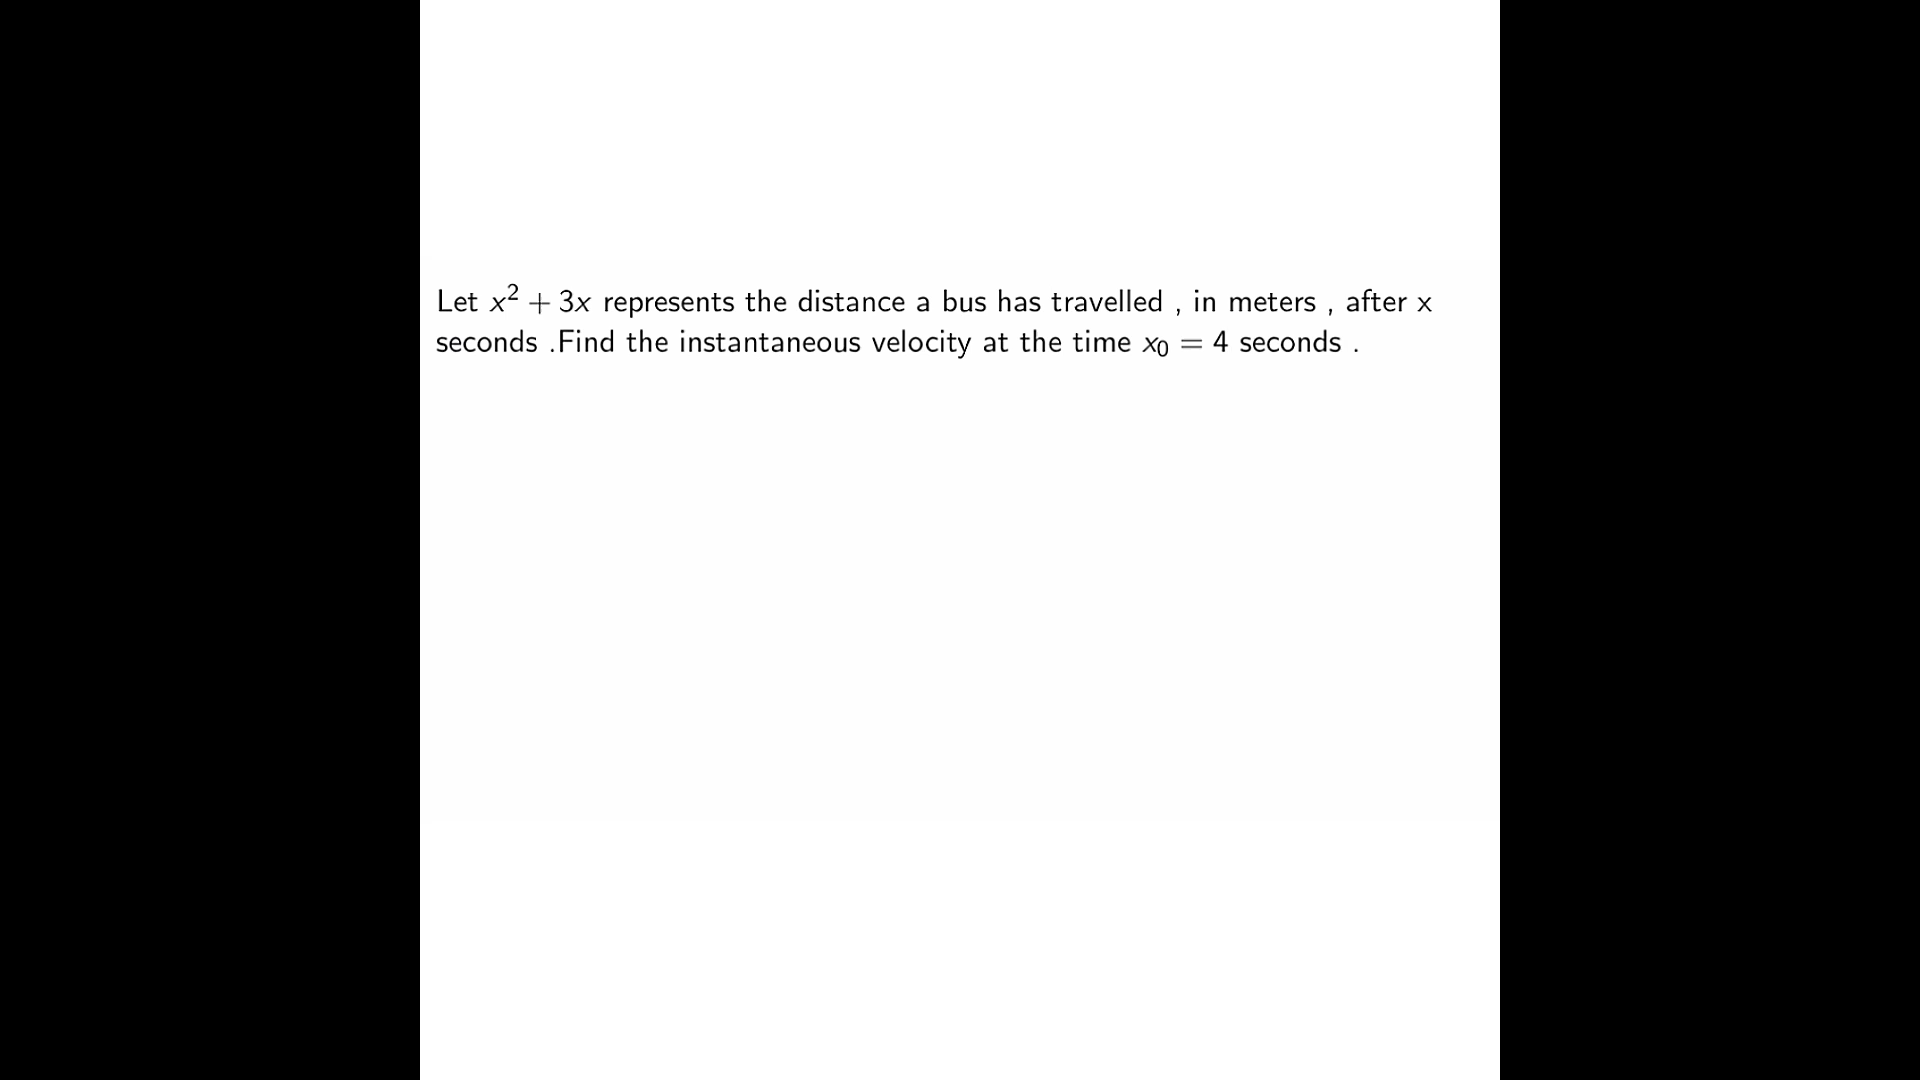 Let x² + 3x represents the distance a bus has travelled , in meters , after x
seconds .Find the instantaneous velocity at the time x₀ = 4 seconds .